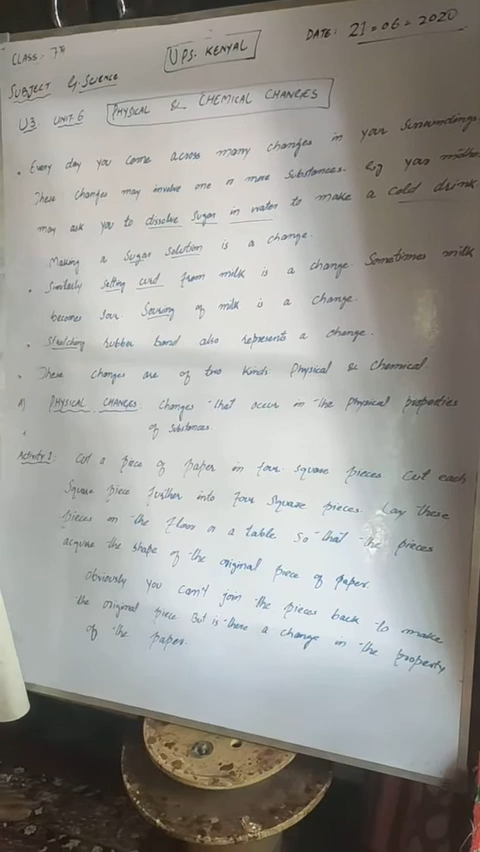 CLASS:- 7th
UPS. KENYAL
DATE: 21-06-2020
SUBJECT G. SCIENCE
U3 UNIT 6 PHYSICAL & CHEMICAL CHANGES
• Every day you come across many changes in your surroundings
These changes may involve one or more substances. e.g your mother
may ask you to dissolve sugar in water to make a cold drink.
Making a sugar solution is a change.
• Similarly setting curd from milk is a change. Sometimes milk
becomes sour. Souring of milk is a change.
• Stretching rubber band also represents a change.
• These changes are of two kinds Physical & Chemical.
A) PHYSICAL CHANGES: Changes that occur in the physical properties
of substances.
Activity 1: Cut a piece of paper in four square pieces. Cut each
square piece further into four square pieces. Lay these
pieces on the floor or a table so that the pieces
acquire the shape of the original piece of paper.
Obviously you can't join the pieces back to make
the original piece. But is there a change in the property
of the paper.